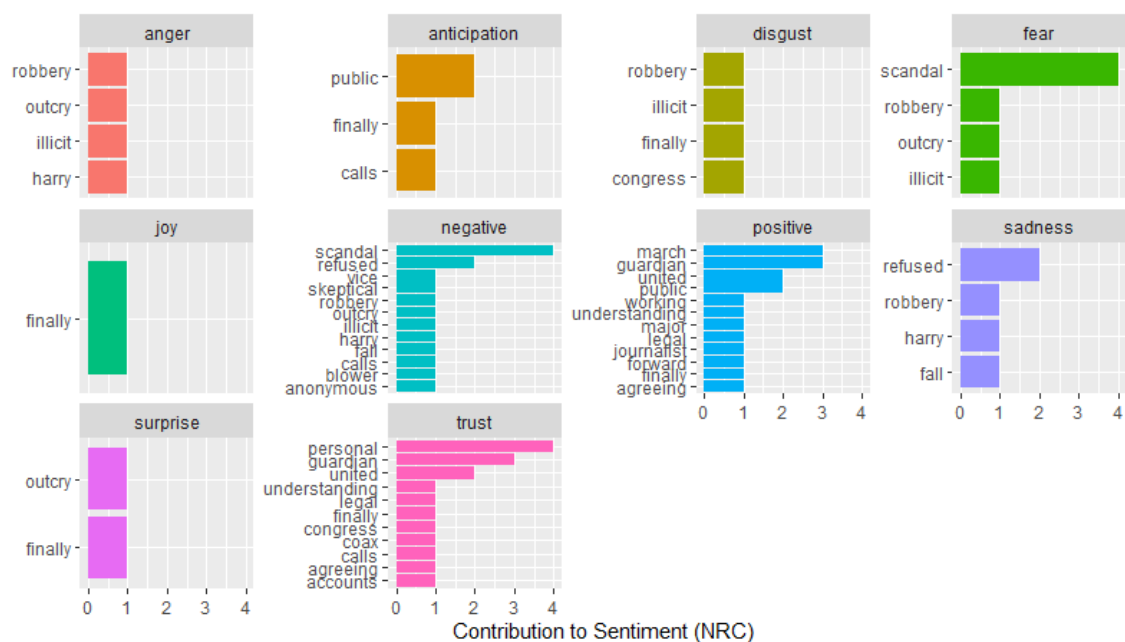 anger
robbery
outcry
illicit
harry
anticipation
public
finally
calls
disgust
robbery
illicit
finally
congress
fear
scandal
robbery
outcry
illicit
joy
finally
negative
scandal
refused
vice
skeptical
robbery
outcry
illicit
harry
fall
calls
blower
anonymous
positive
march
guardian
united
public
working
understanding
major
legal
journalist
forward
finally
agreeing
0 1 2 3 4
sadness
refused
robbery
harry
fall
0 1 2 3 4
surprise
outcry
finally
0 1 2 3 4
trust
personal
guardian
united
understanding
legal
finally
congress
coax
calls
agreeing
accounts
0 1 2 3 4
Contribution to Sentiment (NRC)